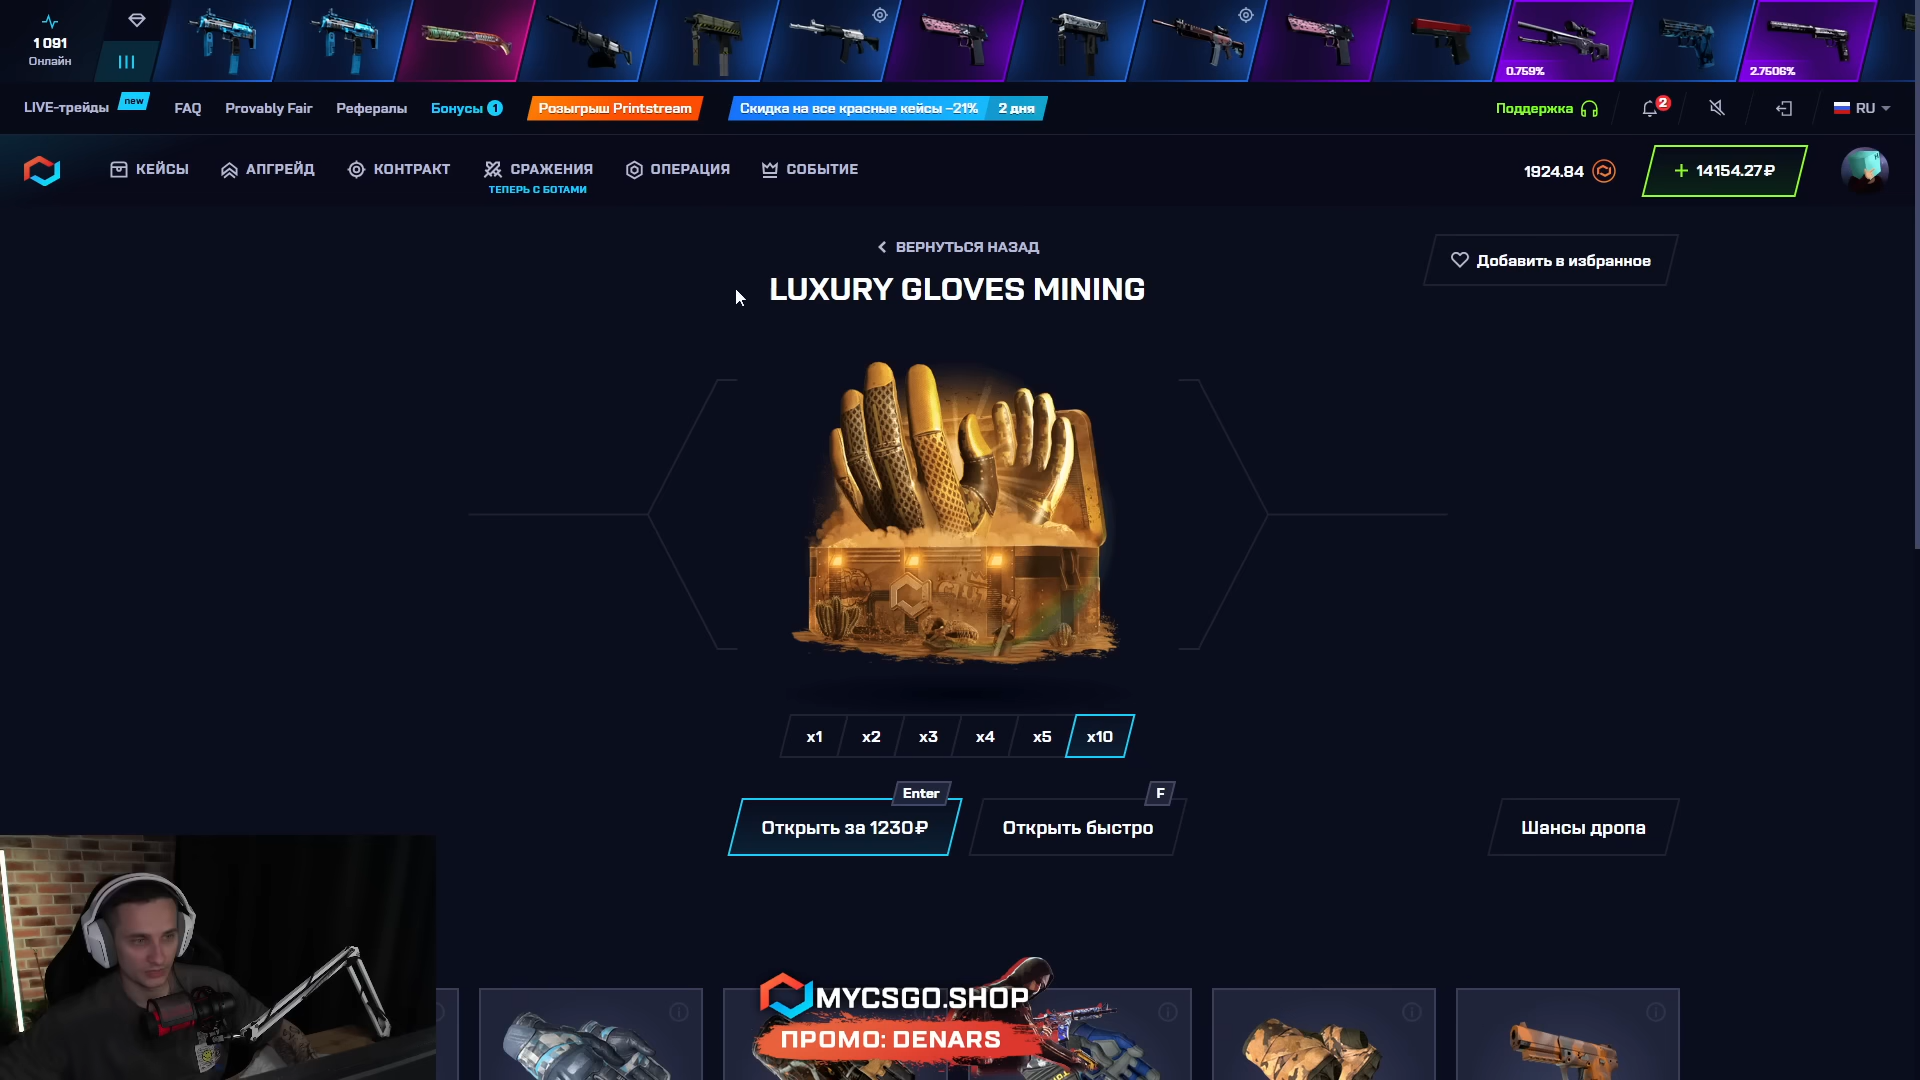 1 091
Онлайн
0.759%
2.7506%
LIVE-трейды
new
FAQ
Provably Fair
Рефералы
Бонусы 1
Розыгрыш Printstream
Скидка на все красные кейсы –21%
2 дня
Поддержка
2
RU
КЕЙСЫ
АПГРЕЙД
КОНТРАКТ
СРАЖЕНИЯ
ТЕПЕРЬ С БОТАМИ
ОПЕРАЦИЯ
СОБЫТИЕ
1924.84
+ 14154.27₽
ВЕРНУТЬСЯ НАЗАД
Добавить в избранное
LUXURY GLOVES MINING
x1
x2
x3
x4
x5
x10
Enter
F
Открыть за 1230₽
Открыть быстро
Шансы дропа
MYCSGO.SHOP
ПРОМО: DENARS